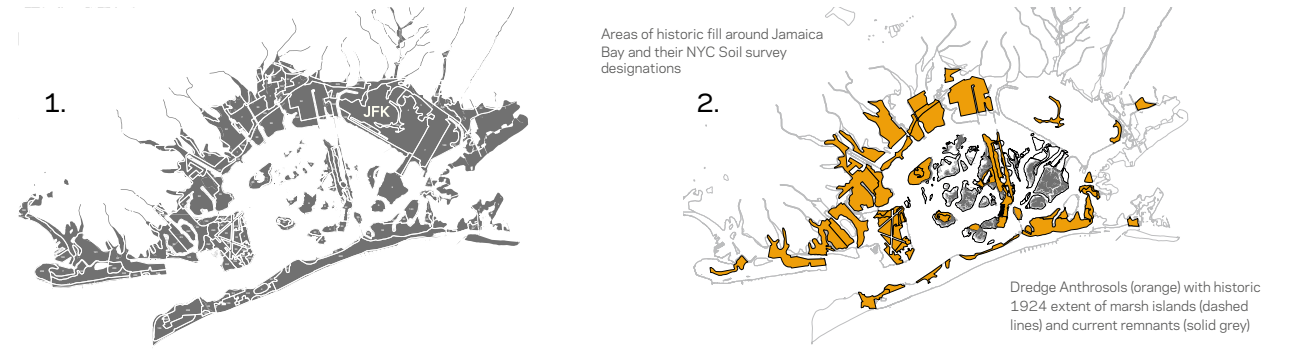 1.
JFK
Areas of historic fill around Jamaica
Bay and their NYC Soil survey
designations
2.
Dredge Anthrosols (orange) with historic
1924 extent of marsh islands (dashed
lines) and current remnants (solid grey)